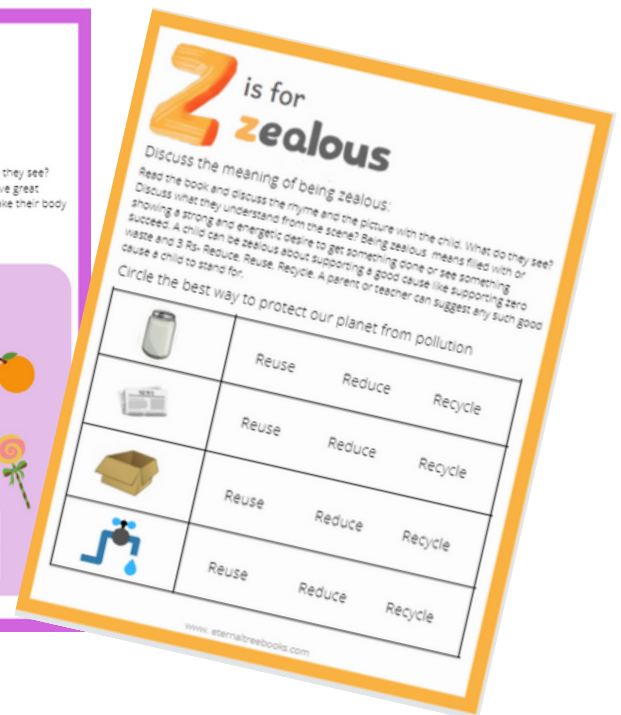 they see?
ve great
ake their body
Z is for
zealous
Discuss the meaning of being zealous:
Read the book and discuss the rhyme and the picture with the child. What do they see?
Discuss what they understand from the scene? Being zealous means filled with or
showing a strong and energetic desire to get something done or see something
succeed. A child can be zealous about supporting a good cause like supporting zero
waste and 3 Rs- Reduce, Reuse, Recycle. A parent or teacher can suggest any such good
cause a child to stand for.
Circle the best way to protect our planet from pollution
Reuse Reduce Recycle
NEWS
Reuse Reduce Recycle
Reuse Reduce Recycle
Reuse Reduce Recycle
www. eternaltreebooks.com